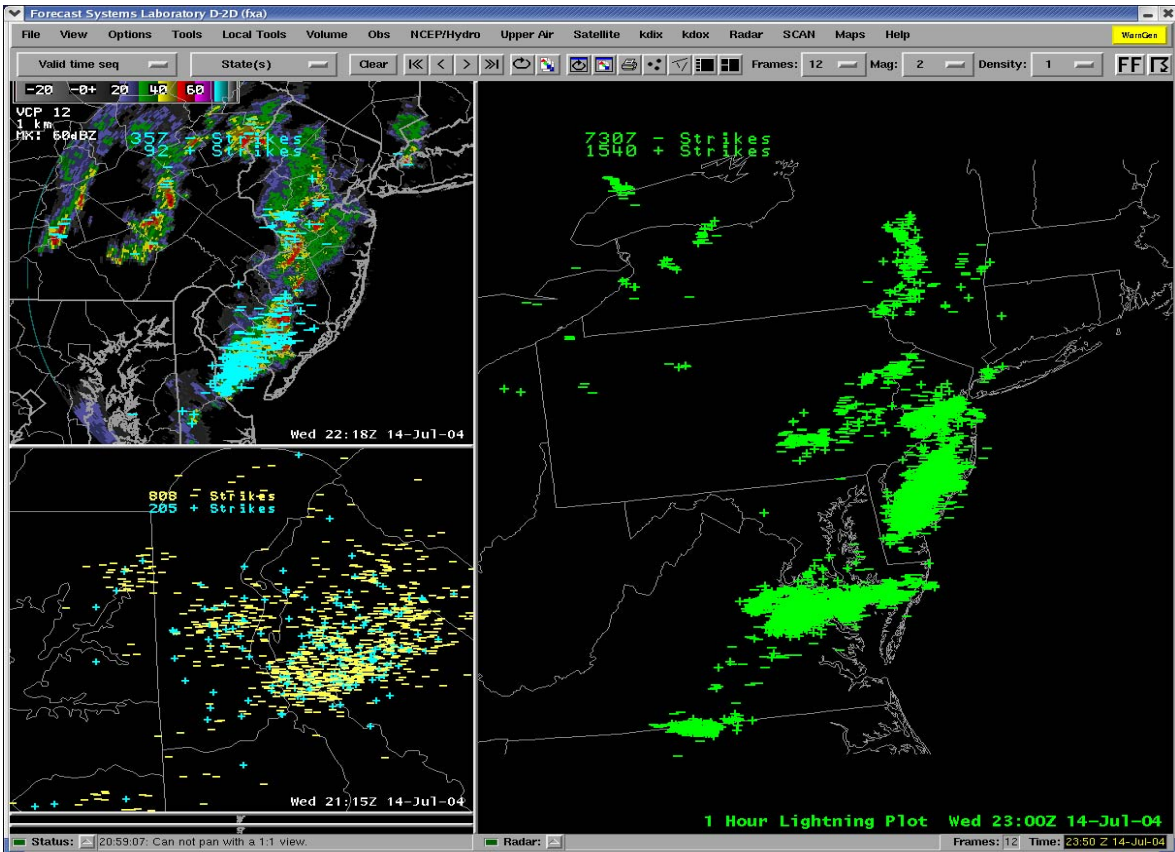 Forecast Systems Laboratory D-2D (fxa)
File View Options Tools Local Tools Volume Obs NCEP/Hydro Upper Air Satellite kdix kdox Radar SCAN Maps Help WarnGen
Valid time seq State(s) Clear Frames: 12 Mag: 2 Density: 1 FF
-20 -0+ 20 40 60
VCP 12
1 km
MX: 60dBZ
357 - Strikes
92 + Strikes
Wed 22:18Z 14-Jul-04
808 - Strikes
205 + Strikes
Wed 21:15Z 14-Jul-04
7307 - Strikes
1540 + Strikes
1 Hour Lightning Plot Wed 23:00Z 14-Jul-04
Status: 20:59:07: Can not pan with a 1:1 view.
Radar:
Frames: 12 Time: 23:50 Z 14-Jul-04